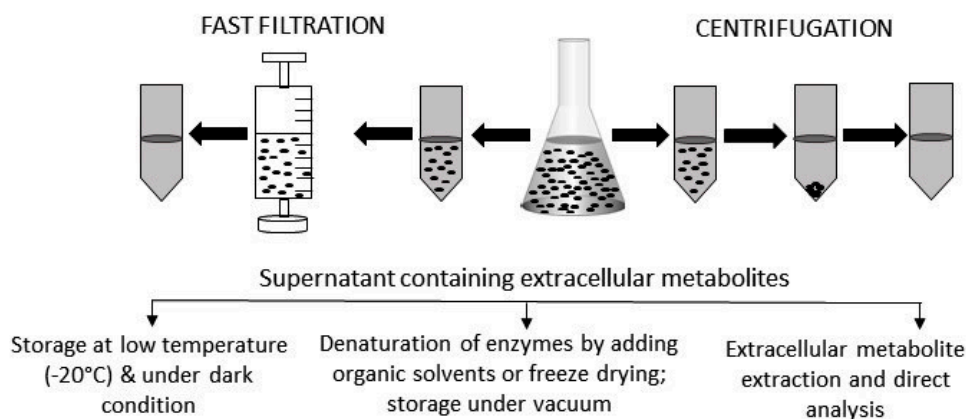 FAST FILTRATION
CENTRIFUGATION
Supernatant containing extracellular metabolites
Storage at low temperature
(-20°C) & under dark
condition
Denaturation of enzymes by adding
organic solvents or freeze drying;
storage under vacuum
Extracellular metabolite
extraction and direct
analysis